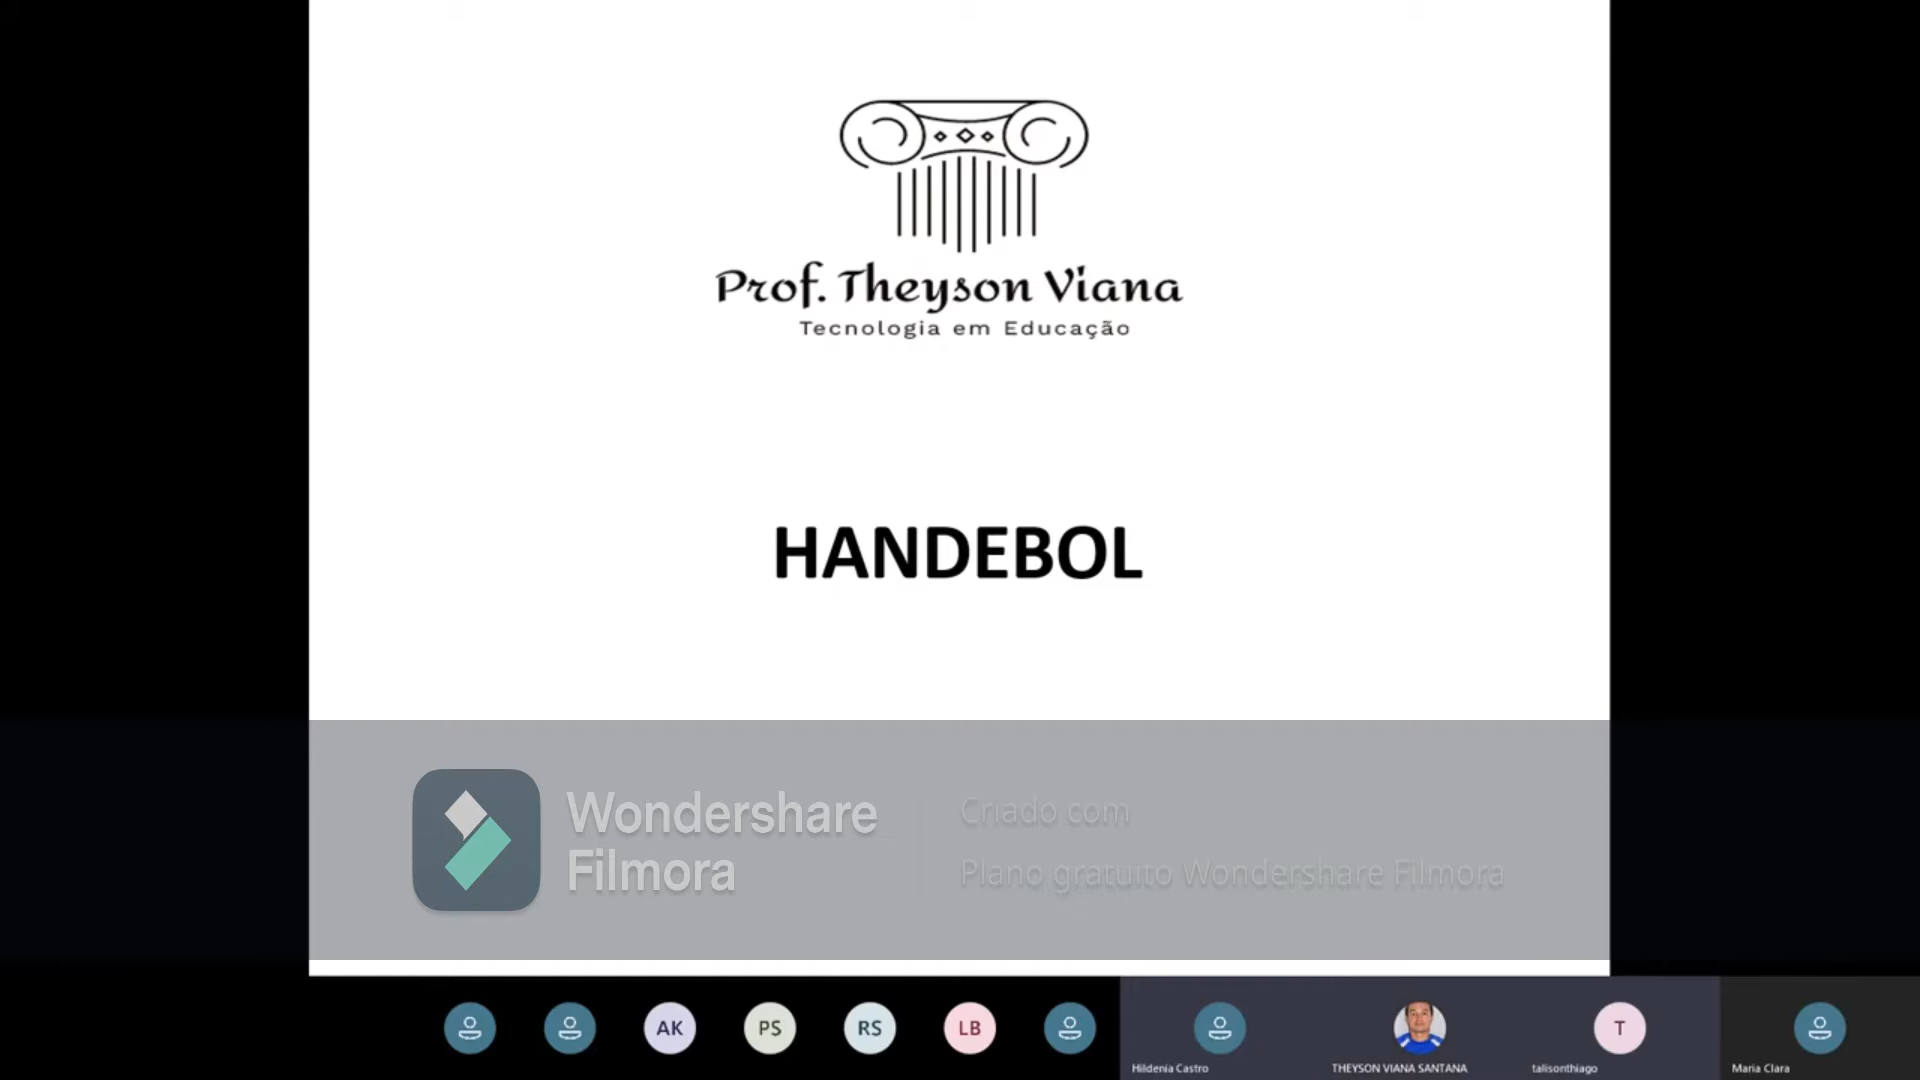 Prof. Theyson Viana
Tecnologia em Educação
HANDEBOL
Wondershare
Filmora
Criado com
Plano gratuito Wondershare Filmora
AK
PS
RS
LB
T
Hildenia Castro
THEYSON VIANA SANTANA
talisonthiago
Maria Clara